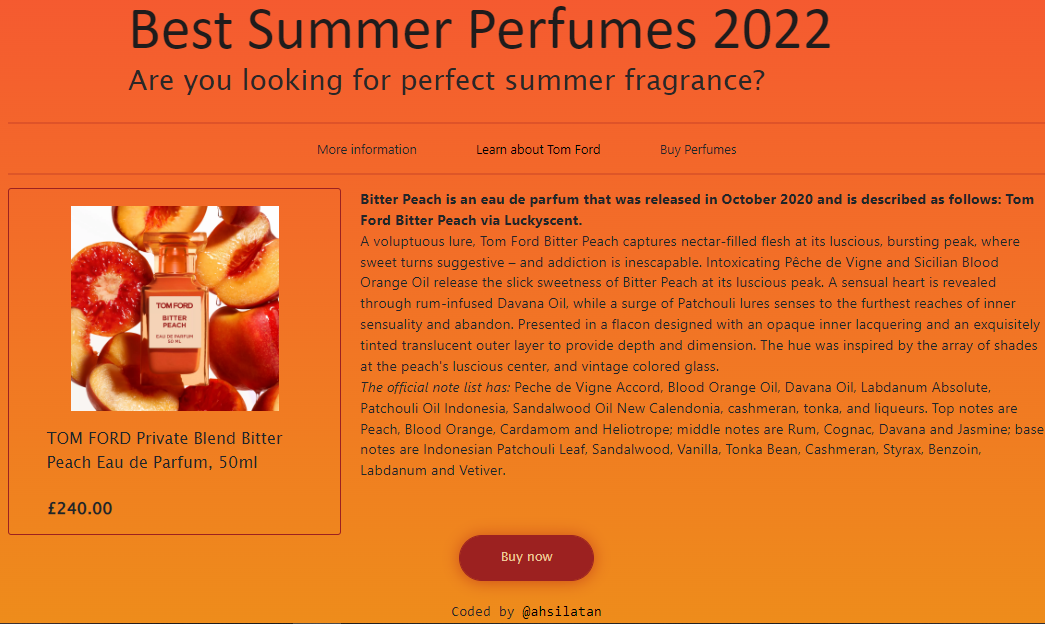 Best Summer Perfumes 2022
Are you looking for perfect summer fragrance?
More information
Learn about Tom Ford
Buy Perfumes
TOM FORD
BITTER
PEACH
EAU DE PARFUM
50 ML
TOM FORD Private Blend Bitter
Peach Eau de Parfum, 50ml
£240.00
Bitter Peach is an eau de parfum that was released in October 2020 and is described as follows: Tom
Ford Bitter Peach via Luckyscent.
A voluptuous lure, Tom Ford Bitter Peach captures nectar-filled flesh at its luscious, bursting peak, where
sweet turns suggestive – and addiction is inescapable. Intoxicating Pêche de Vigne and Sicilian Blood
Orange Oil release the slick sweetness of Bitter Peach at its luscious peak. A sensual heart is revealed
through rum-infused Davana Oil, while a surge of Patchouli lures senses to the furthest reaches of inner
sensuality and abandon. Presented in a flacon designed with an opaque inner lacquering and an exquisitely
tinted translucent outer layer to provide depth and dimension. The hue was inspired by the array of shades
at the peach's luscious center, and vintage colored glass.
The official note list has: Peche de Vigne Accord, Blood Orange Oil, Davana Oil, Labdanum Absolute,
Patchouli Oil Indonesia, Sandalwood Oil New Calendonia, cashmeran, tonka, and liqueurs. Top notes are
Peach, Blood Orange, Cardamom and Heliotrope; middle notes are Rum, Cognac, Davana and Jasmine; base
notes are Indonesian Patchouli Leaf, Sandalwood, Vanilla, Tonka Bean, Cashmeran, Styrax, Benzoin,
Labdanum and Vetiver.
Buy now
Coded by @ahsilatan